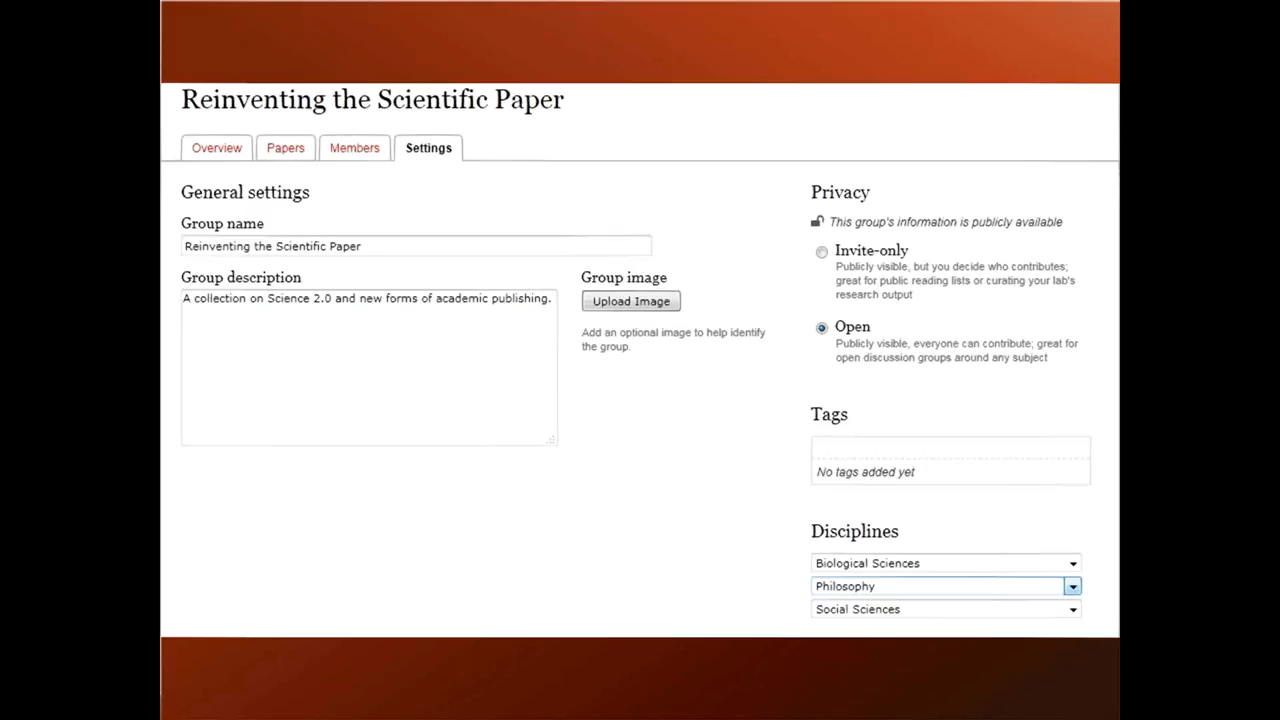 Reinventing the Scientific Paper
Overview
Papers
Members
Settings
General settings
Group name
Reinventing the Scientific Paper
Group description
A collection on Science 2.0 and new forms of academic publishing.
Group image
Upload Image
Add an optional image to help identify
the group.
Privacy
This group's information is publicly available
Invite-only
Publicly visible, but you decide who contributes;
great for public reading lists or curating your lab's
research output
Open
Publicly visible, everyone can contribute; great for
open discussion groups around any subject
Tags
No tags added yet
Disciplines
Biological Sciences
Philosophy
Social Sciences